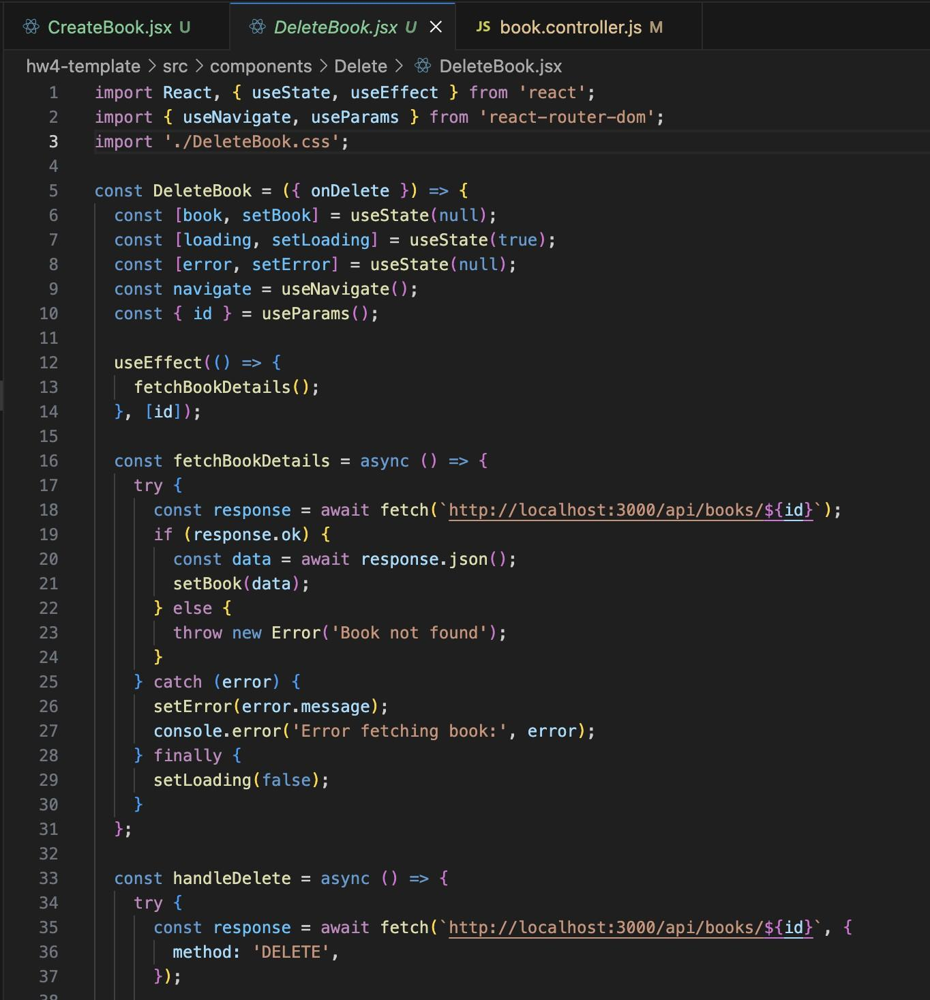 CreateBook.jsx U DeleteBook.jsx U JS book.controller.js M
hw4-template > src > components > Delete > DeleteBook.jsx
1 import React, { useState, useEffect } from 'react';
2 import { useNavigate, useParams } from 'react-router-dom';
3 import './DeleteBook.css';
4
5 const DeleteBook = ({ onDelete }) => {
6   const [book, setBook] = useState(null);
7   const [loading, setLoading] = useState(true);
8   const [error, setError] = useState(null);
9   const navigate = useNavigate();
10   const { id } = useParams();
11
12   useEffect(() => {
13     fetchBookDetails();
14   }, [id]);
15
16   const fetchBookDetails = async () => {
17     try {
18       const response = await fetch(`http://localhost:3000/api/books/${id}`);
19       if (response.ok) {
20         const data = await response.json();
21         setBook(data);
22       } else {
23         throw new Error('Book not found');
24       }
25     } catch (error) {
26       setError(error.message);
27       console.error('Error fetching book:', error);
28     } finally {
29       setLoading(false);
30     }
31   };
32
33   const handleDelete = async () => {
34     try {
35       const response = await fetch(`http://localhost:3000/api/books/${id}`, {
36         method: 'DELETE',
37       });
38